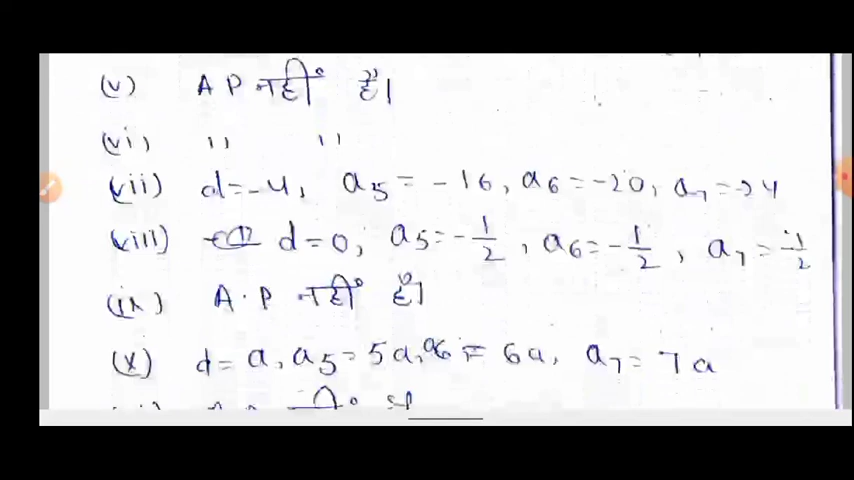 (v) AP नहीं है।
(vi) '' ''
(vii) d=-4, a5 = -16, a6 = -20, a7 = -24
(viii) d=0, a5 = -1/2, a6 = -1/2, a7 = -1/2
(ix) A.P नहीं है।
(x) d= a, a5 = 5a, a6 = 6a, a7 = 7a